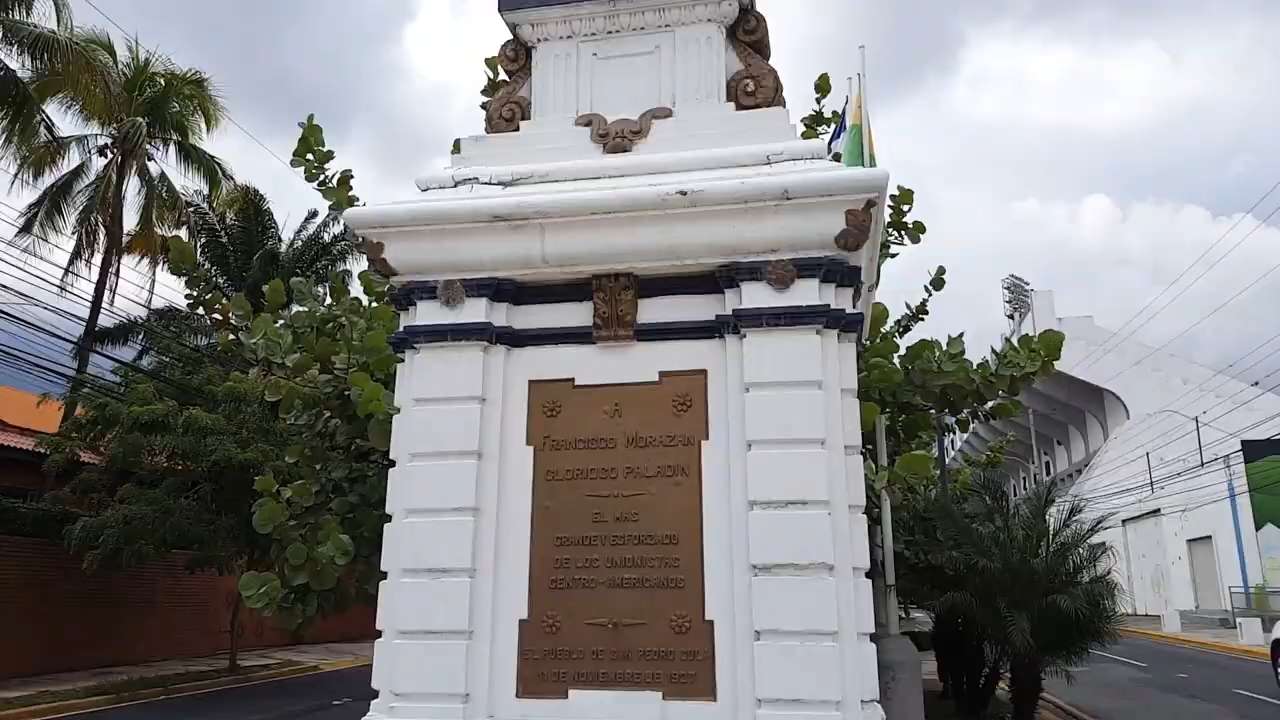 A
FRANCISCO MORAZAN
GLORIOSO PALADIN
EL MAS
GRANDE Y ESFORZADO
DE LOS UNIONISTAS
CENTRO-AMERICANOS
EL PUEBLO DE SAN PEDRO SULA
11 DE NOVIEMBRE DE 1927